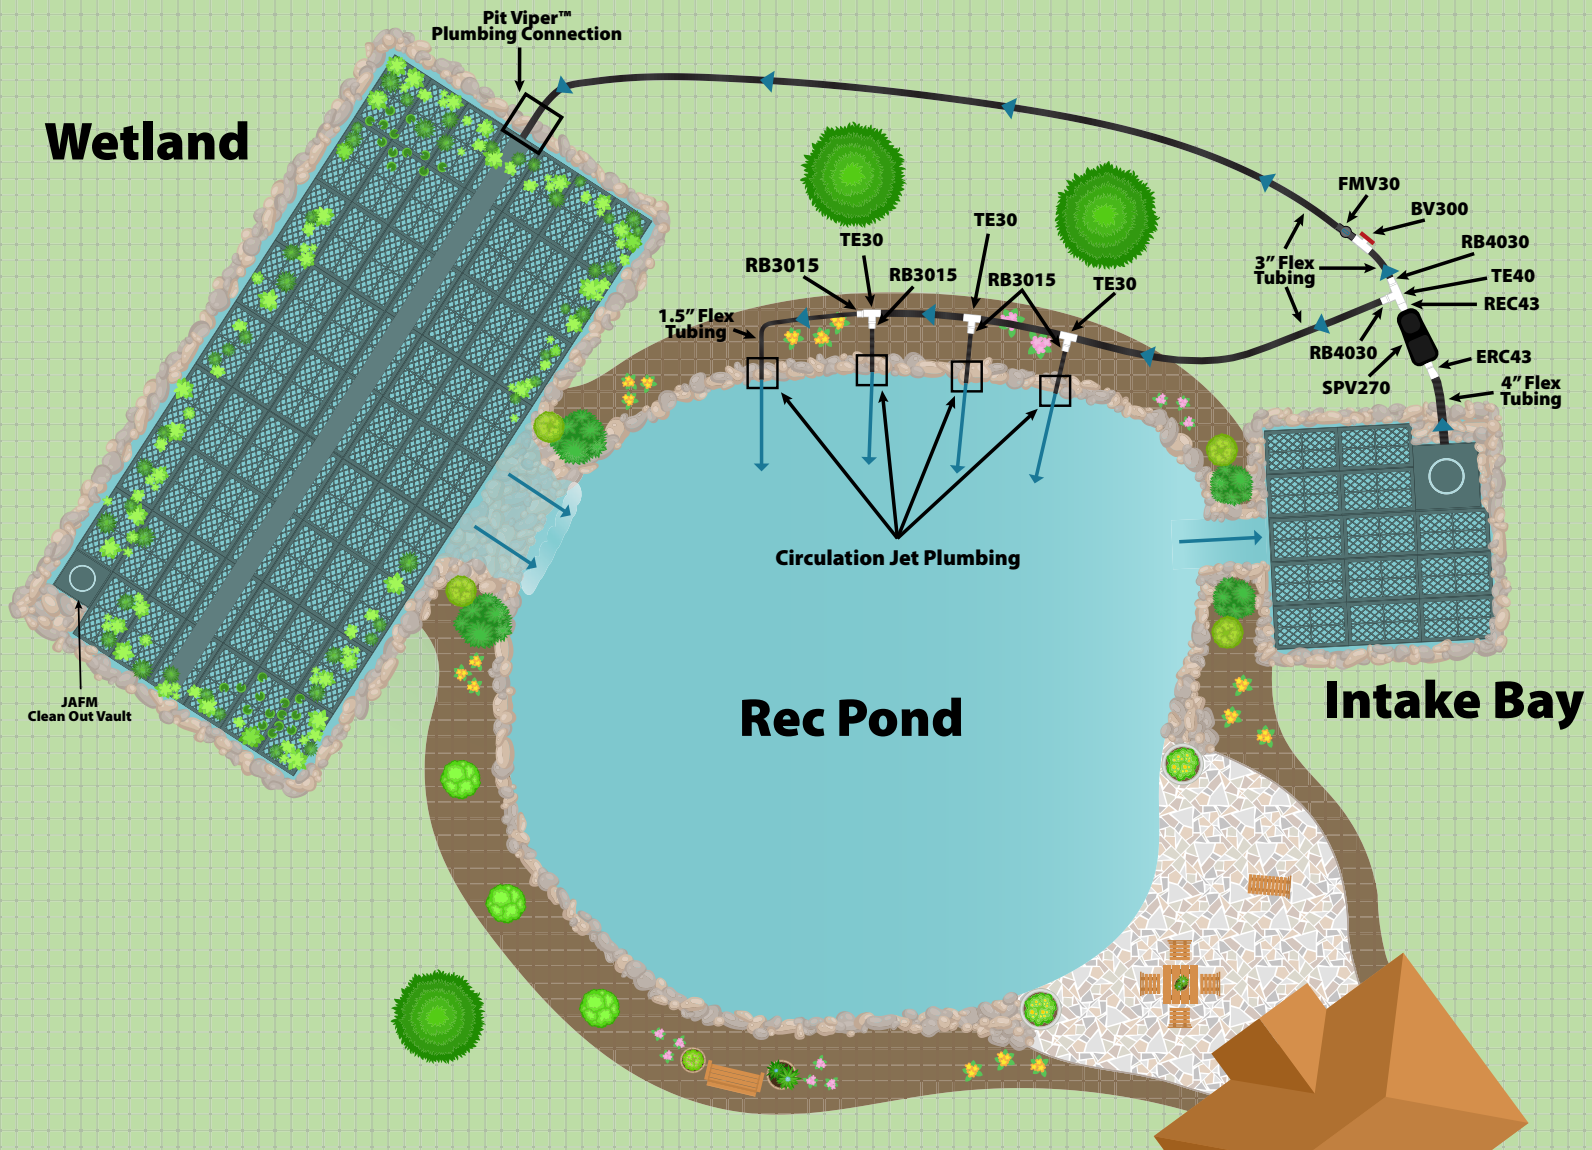 Pit Viper™
Plumbing Connection
Wetland
FMV30
BV300
TE30
TE30
RB4030
RB3015
RB3015
RB3015
TE30
3” Flex
Tubing
TE40
REC43
1.5” Flex
Tubing
RB4030
ERC43
SPV270
4” Flex
Tubing
Circulation Jet Plumbing
JAFM
Clean Out Vault
Rec Pond
Intake Bay